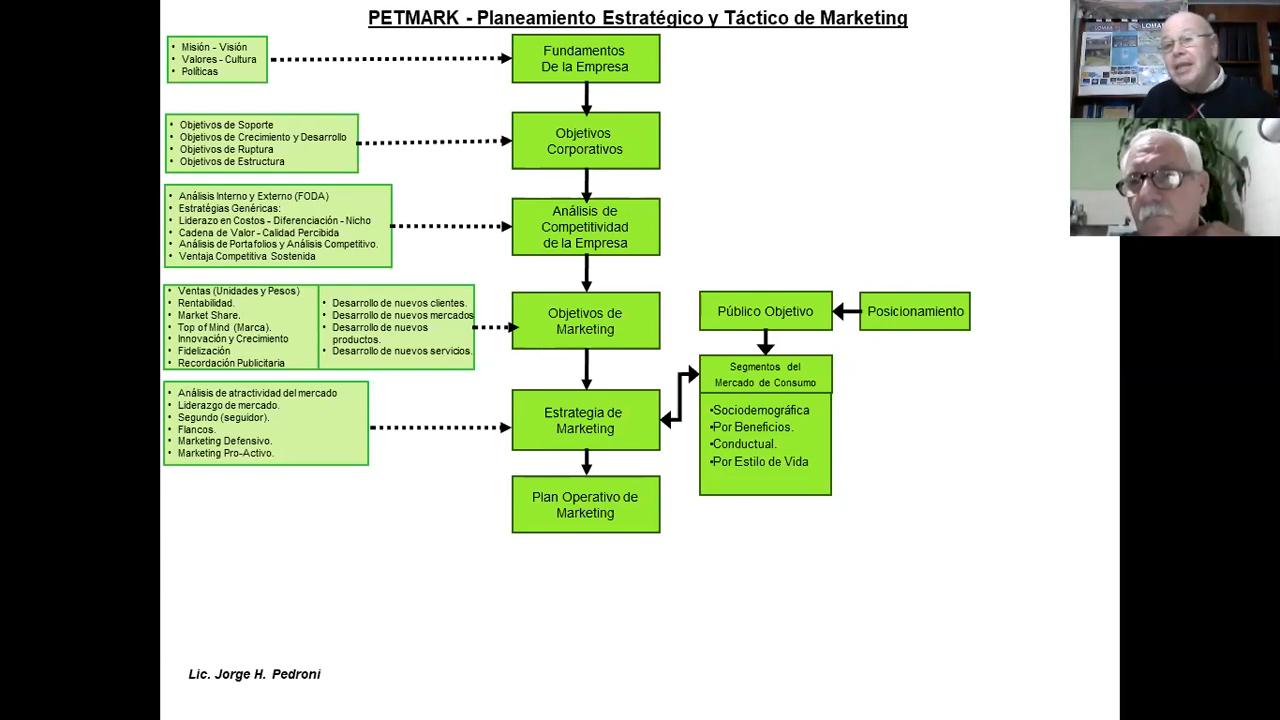 PETMARK - Planeamiento Estratégico y Táctico de Marketing
• Misión – Visión
• Valores - Cultura
• Políticas
Fundamentos
De la Empresa
• Objetivos de Soporte
• Objetivos de Crecimiento y Desarrollo
• Objetivos de Ruptura
• Objetivos de Estructura
Objetivos
Corporativos
• Análisis Interno y Externo (FODA)
• Estratégias Genéricas:
• Liderazo en Costos – Diferenciación - Nicho
• Cadena de Valor – Calidad Percibida
• Análisis de Portafolios y Análisis Competitivo.
• Ventaja Competitiva Sostenida
Análisis de
Competitividad
de la Empresa
• Ventas (Unidades y Pesos)
• Rentabilidad.
• Market Share.
• Top of Mind (Marca).
• Innovación y Crecimiento
• Fidelización
• Recordación Publicitaria
• Desarrollo de nuevos clientes.
• Desarrollo de nuevos mercados
• Desarrollo de nuevos
productos.
• Desarrollo de nuevos servicios.
Objetivos de
Marketing
Público Objetivo
Posicionamiento
Segmentos del
Mercado de Consumo
•Sociodemográfica
•Por Beneficios.
•Conductual.
•Por Estilo de Vida
• Análisis de atractividad del mercado
• Liderazgo de mercado.
• Segundo (seguidor).
• Flancos.
• Marketing Defensivo.
• Marketing Pro-Activo.
Estrategia de
Marketing
Plan Operativo de
Marketing
Lic. Jorge H. Pedroni